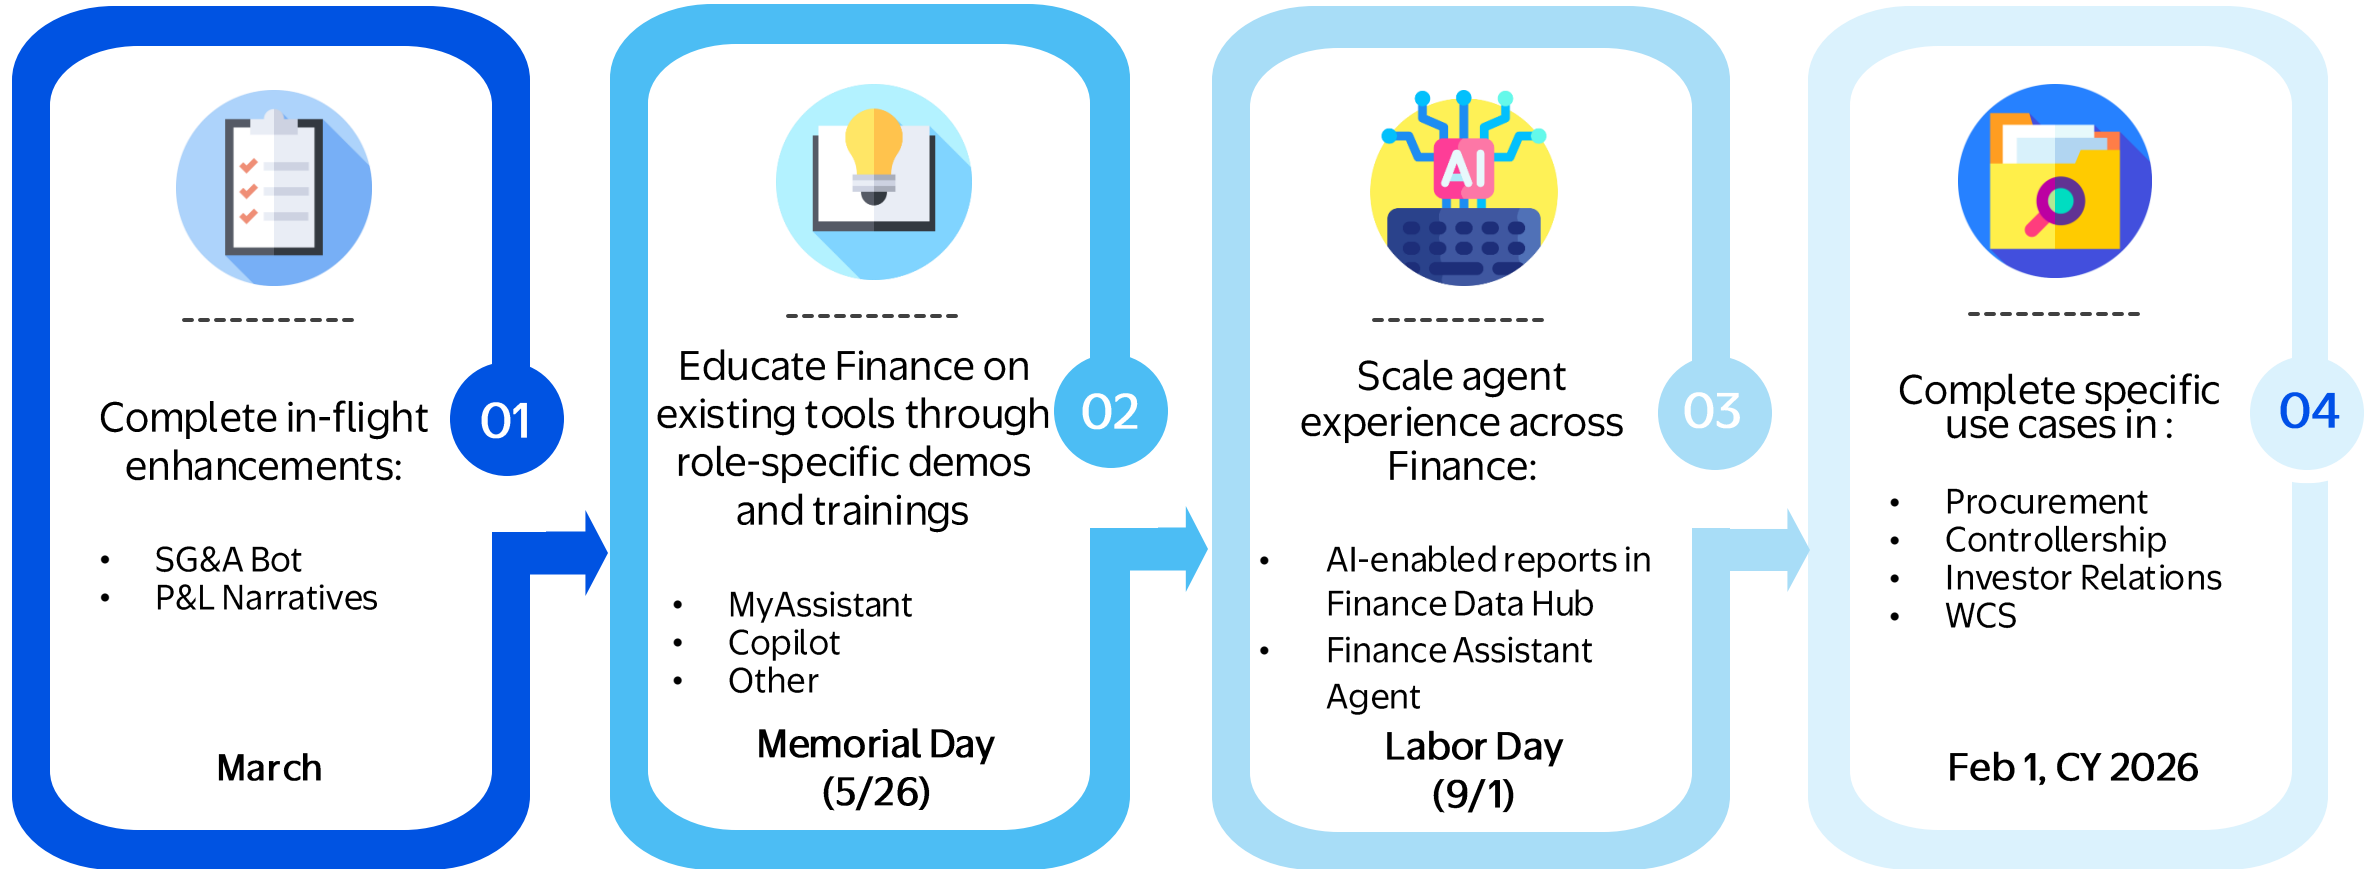 01
Complete in-flight
enhancements:
• SG&A Bot
• P&L Narratives
March
02
Educate Finance on
existing tools through
role-specific demos
and trainings
• MyAssistant
• Copilot
• Other
Memorial Day
(5/26)
AI
03
Scale agent
experience across
Finance:
• AI-enabled reports in
Finance Data Hub
• Finance Assistant
Agent
Labor Day
(9/1)
04
Complete specific
use cases in :
• Procurement
• Controllership
• Investor Relations
• WCS
Feb 1, CY 2026